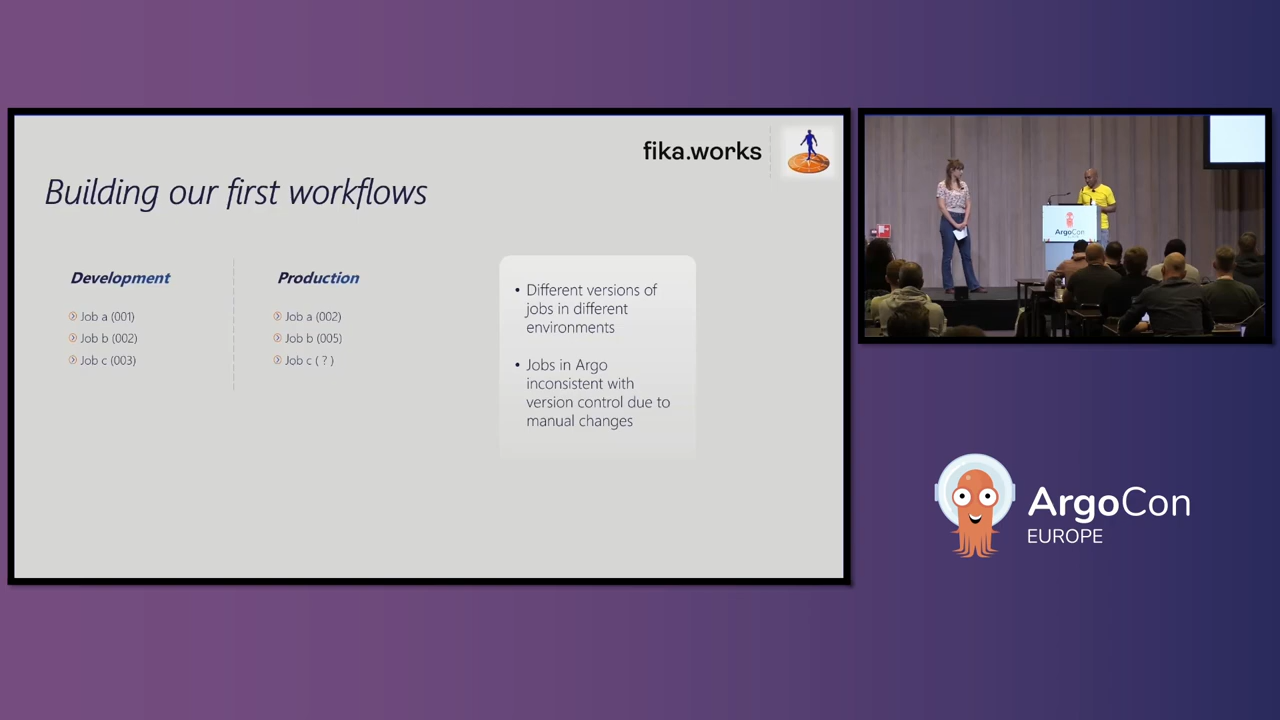 fika.works
Building our first workflows
Development
Job a (001)
Job b (002)
Job c (003)
Production
Job a (002)
Job b (005)
Job c ( ? )
• Different versions of
jobs in different
environments
• Jobs in Argo
inconsistent with
version control due to
manual changes
ArgoCon
ArgoCon
EUROPE